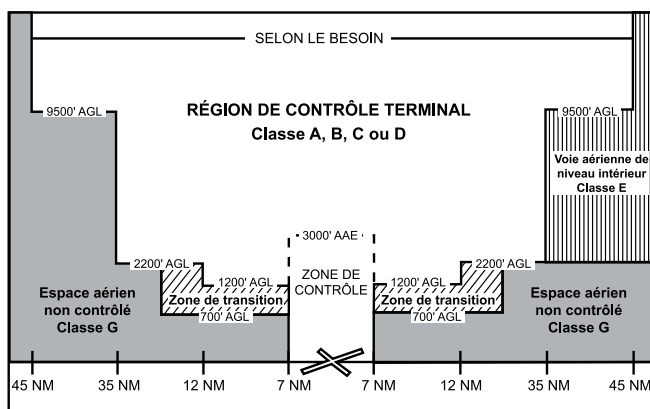 SELON LE BESOIN
9500' AGL
RÉGION DE CONTRÔLE TERMINAL
Classe A, B, C ou D
9500' AGL
Voie aérienne de
niveau intérieur
Classe E
3000' AAE
2200' AGL
1200' AGL
ZONE DE
CONTRÔLE
1200' AGL
2200' AGL
Espace aérien
non contrôlé
Classe G
Zone de transition
700' AGL
Zone de transition
700' AGL
Espace aérien
non contrôlé
Classe G
45 NM 35 NM 12 NM 7 NM 7 NM 12 NM 35 NM 45 NM